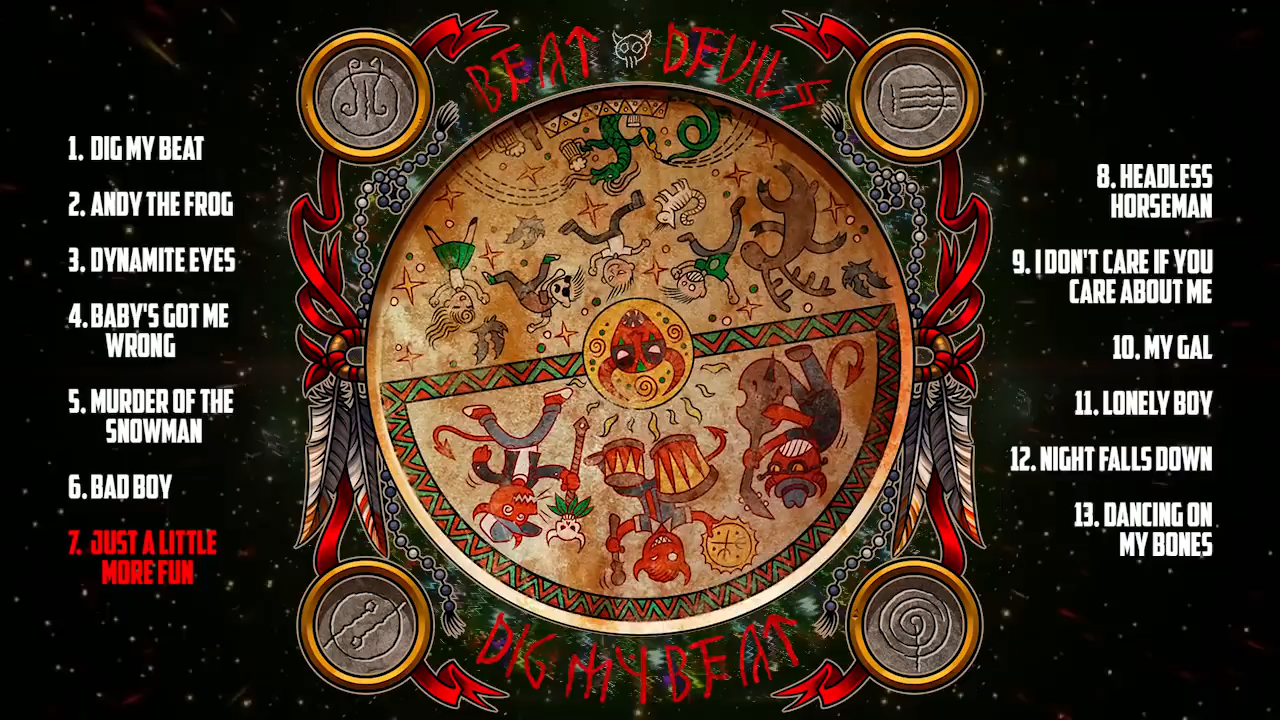 BEAT DEVILS
1. DIG MY BEAT
2. ANDY THE FROG
3. DYNAMITE EYES
4. BABY'S GOT ME
WRONG
5. MURDER OF THE
SNOWMAN
6. BAD BOY
7. JUST A LITTLE
MORE FUN
8. HEADLESS
HORSEMAN
9. I DON'T CARE IF YOU
CARE ABOUT ME
10. MY GAL
11. LONELY BOY
12. NIGHT FALLS DOWN
13. DANCING ON
MY BONES
DIG MY BEAT